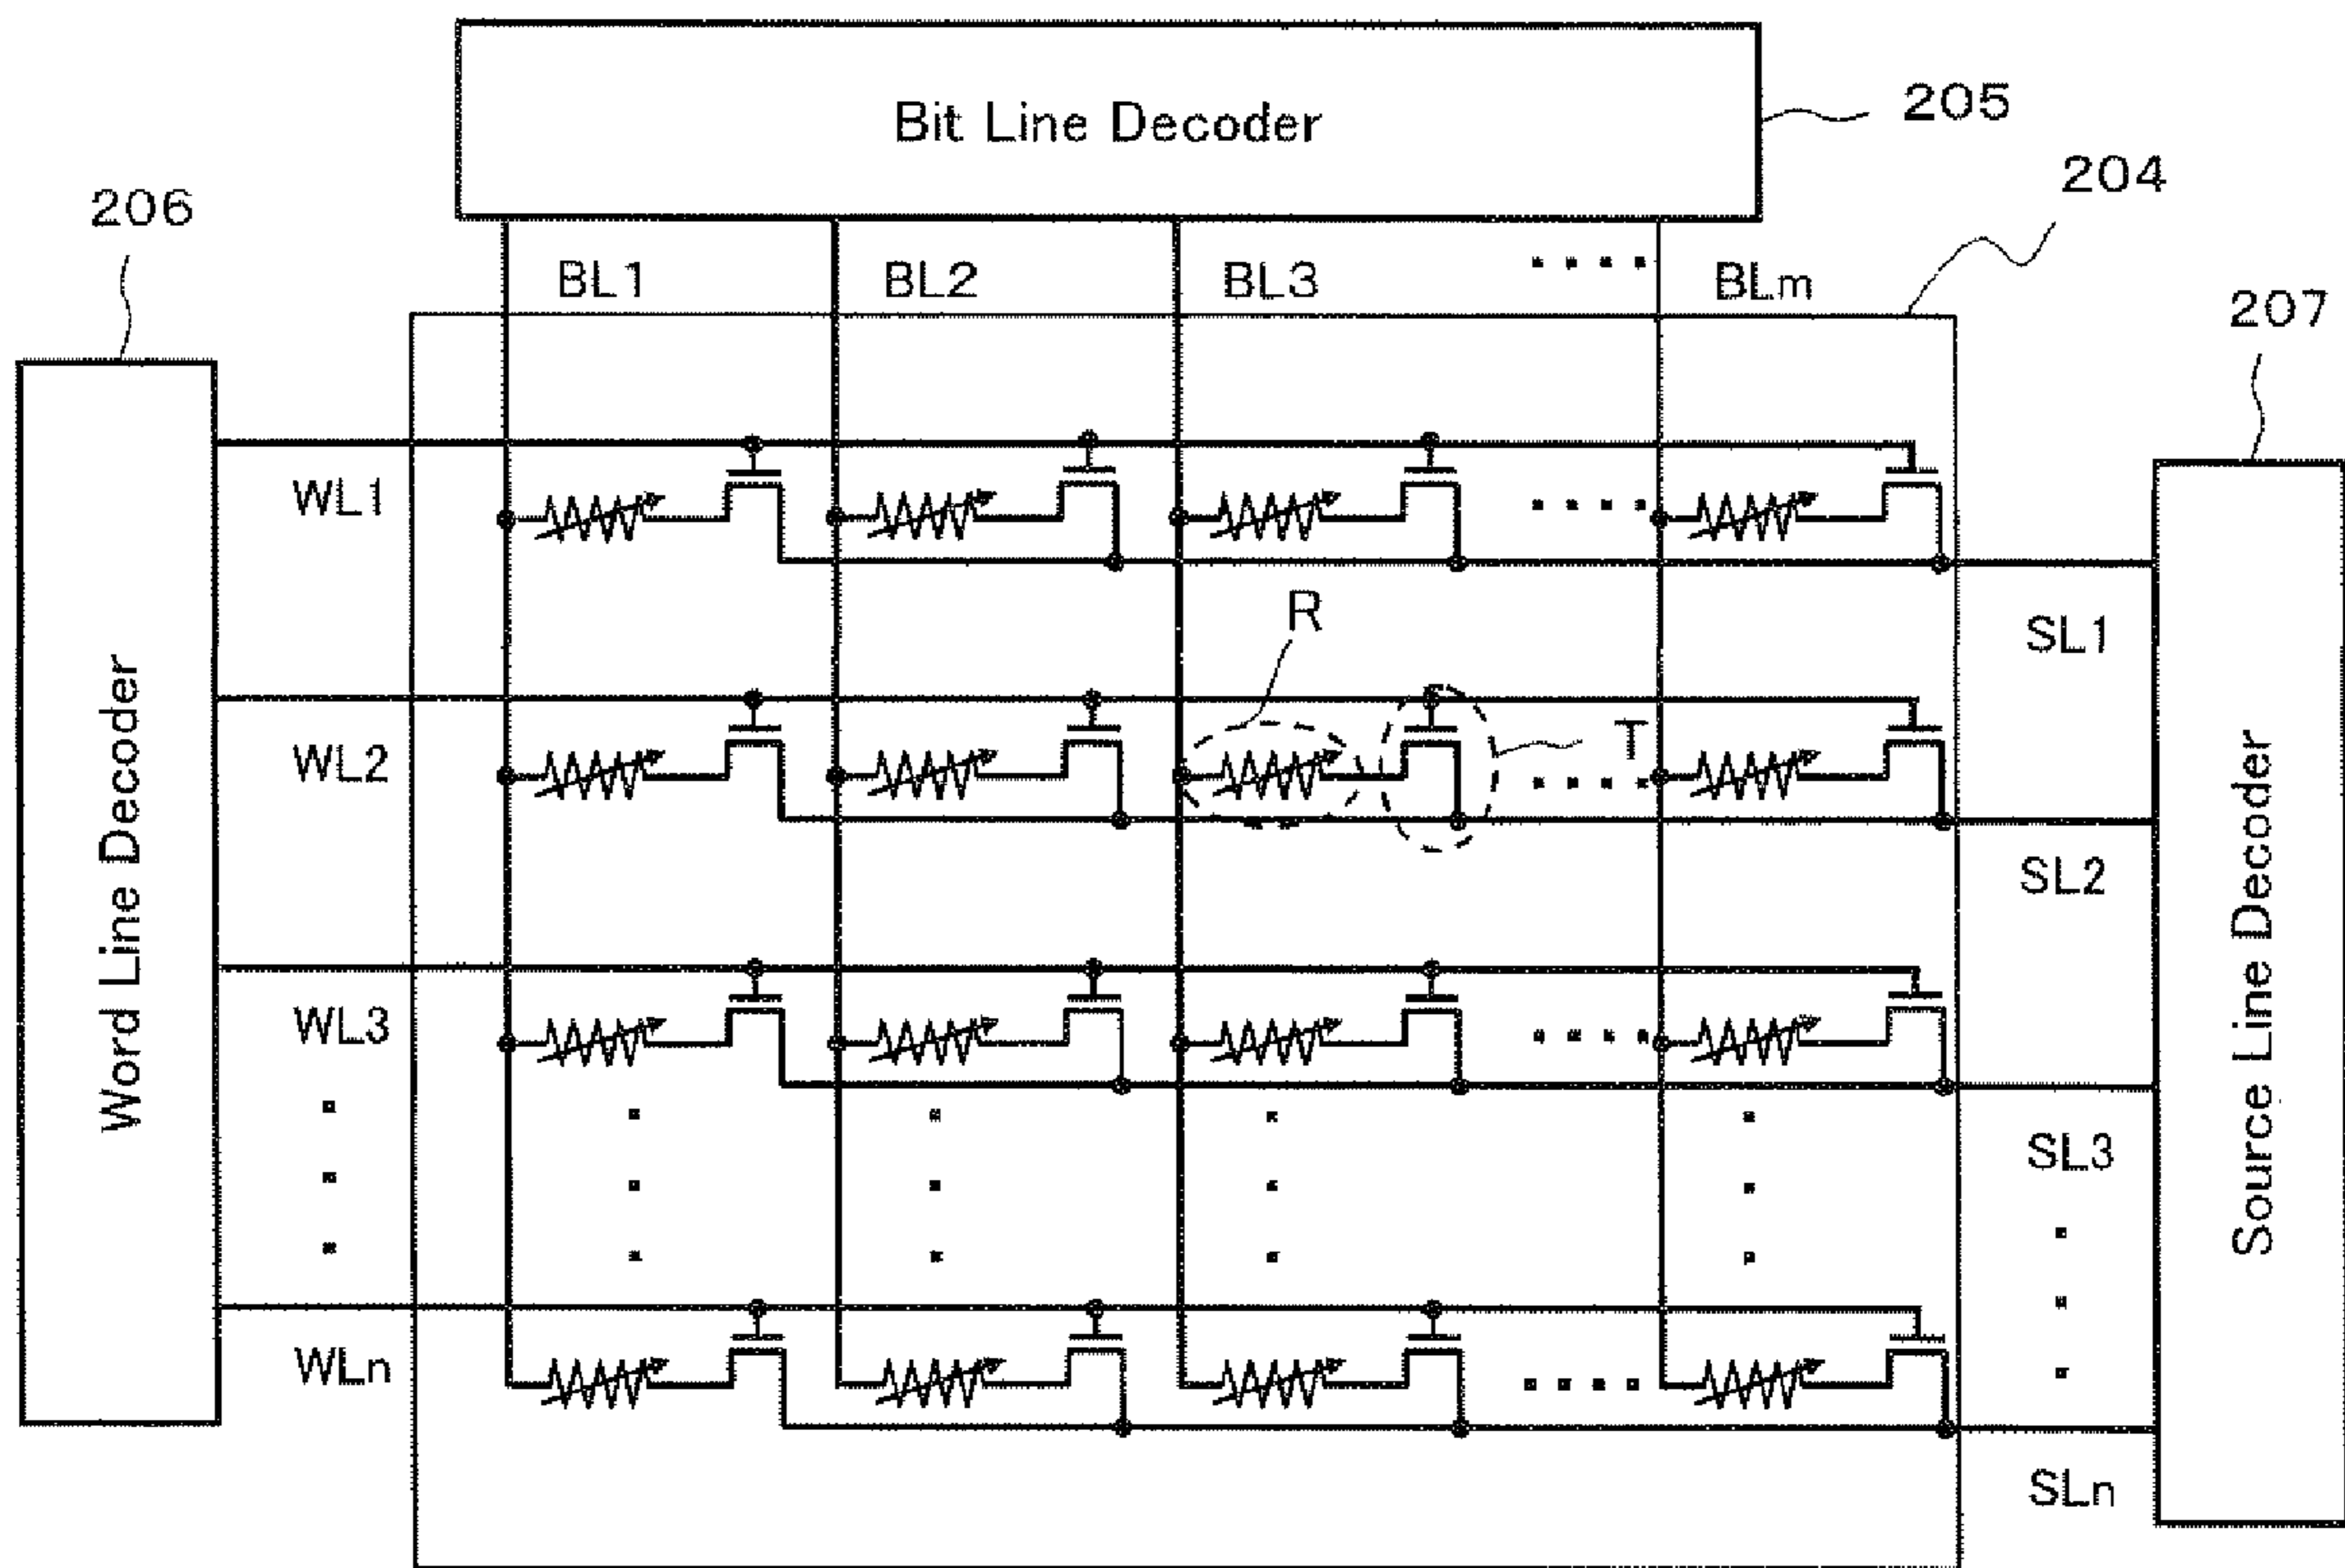 Bit Line Decoder
205
204
206
207
BL1
BL2
BL3
....
BLm
WL1
....
R
SL1
WL2
T
....
SL2
Word Line Decoder
Source Line Decoder
WL3
....
SL3
WLn
....
SLn